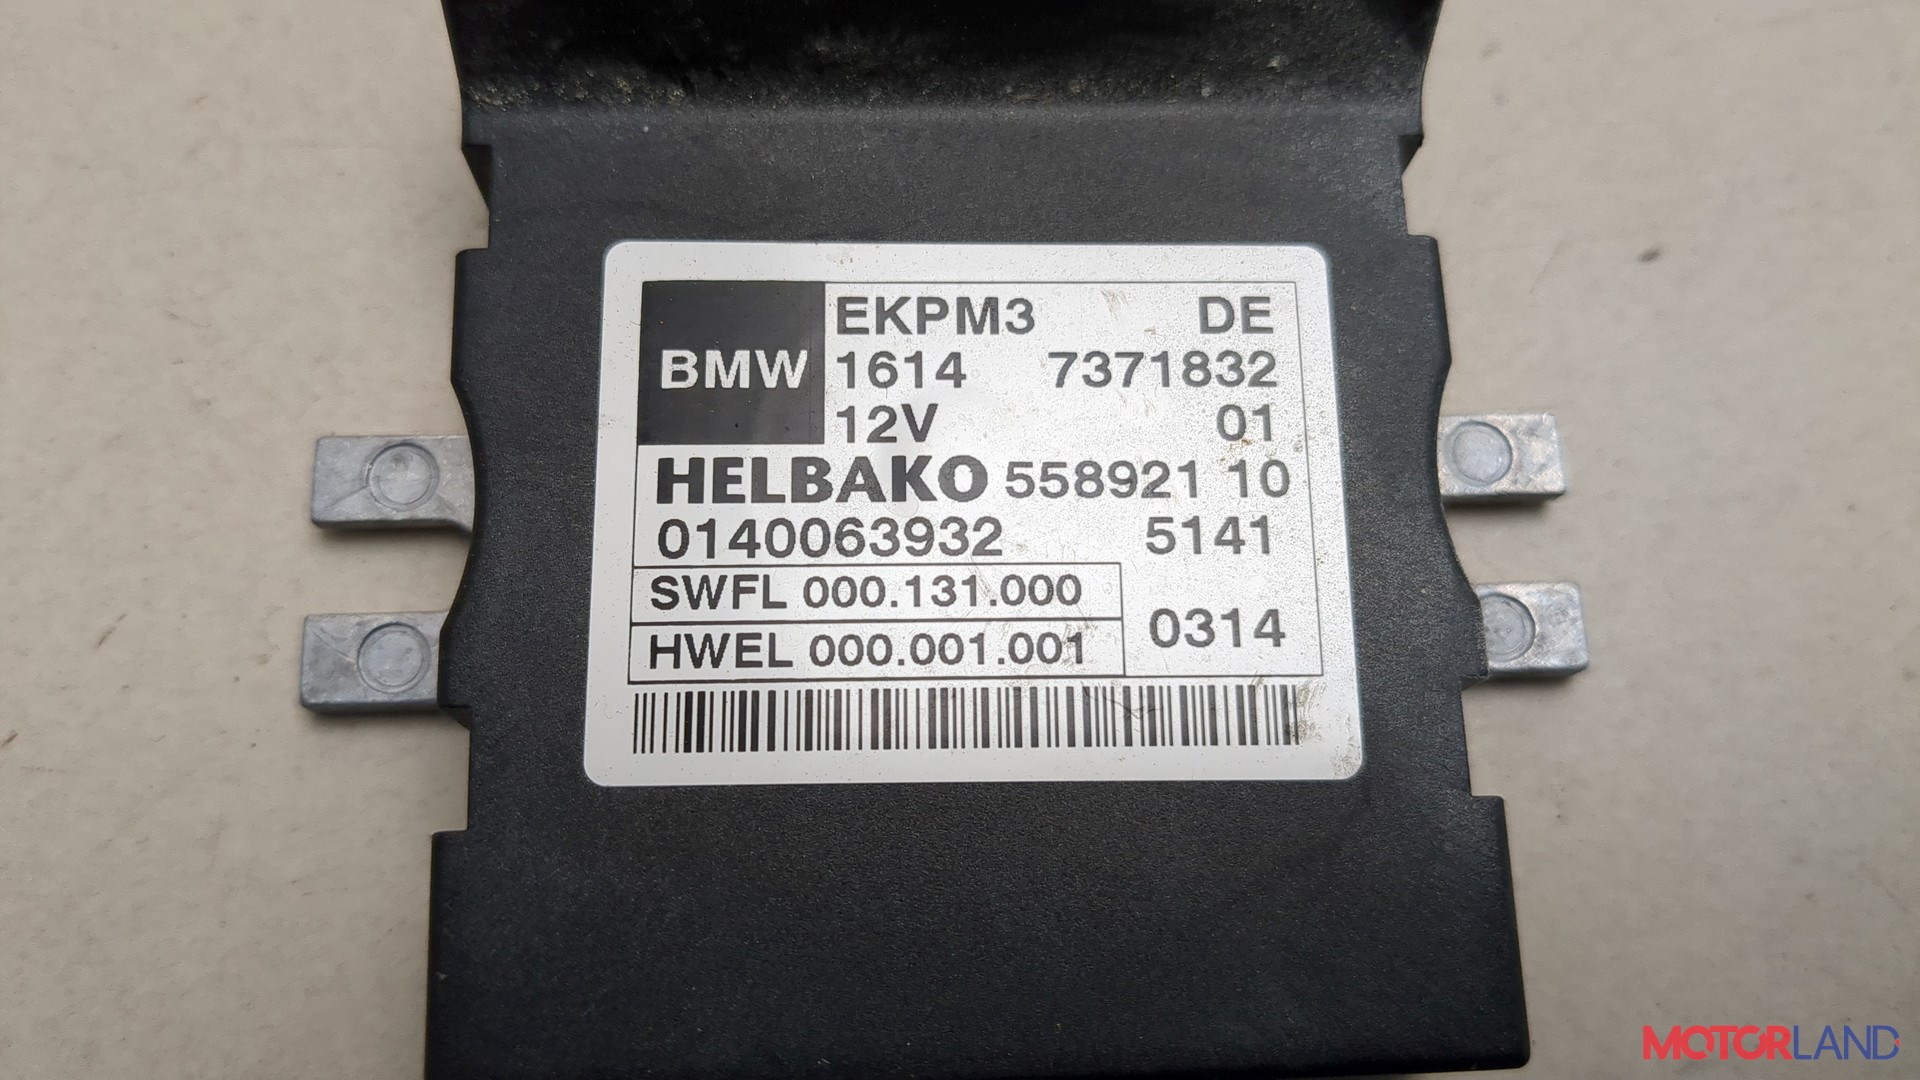 EKPM3 DE
BMW 1614 7371832
12V 01
HELBAKO 558921 10
0140063932 5141
SWFL 000.131.000
HWEL 000.001.001 0314
MOTORLAND